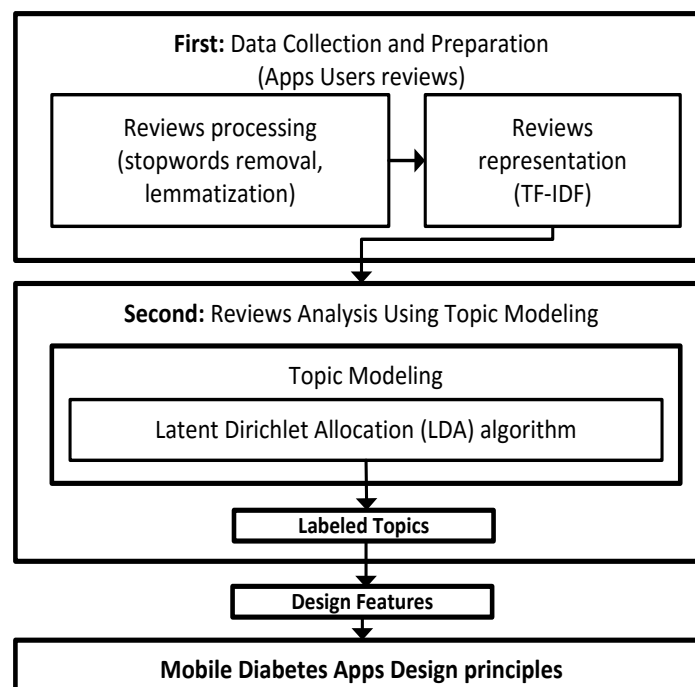 First: Data Collection and Preparation
(Apps Users reviews)
Reviews processing
(stopwords removal,
lemmatization)
Reviews
representation
(TF-IDF)
Second: Reviews Analysis Using Topic Modeling
Topic Modeling
Latent Dirichlet Allocation (LDA) algorithm
Labeled Topics
Design Features
Mobile Diabetes Apps Design principles